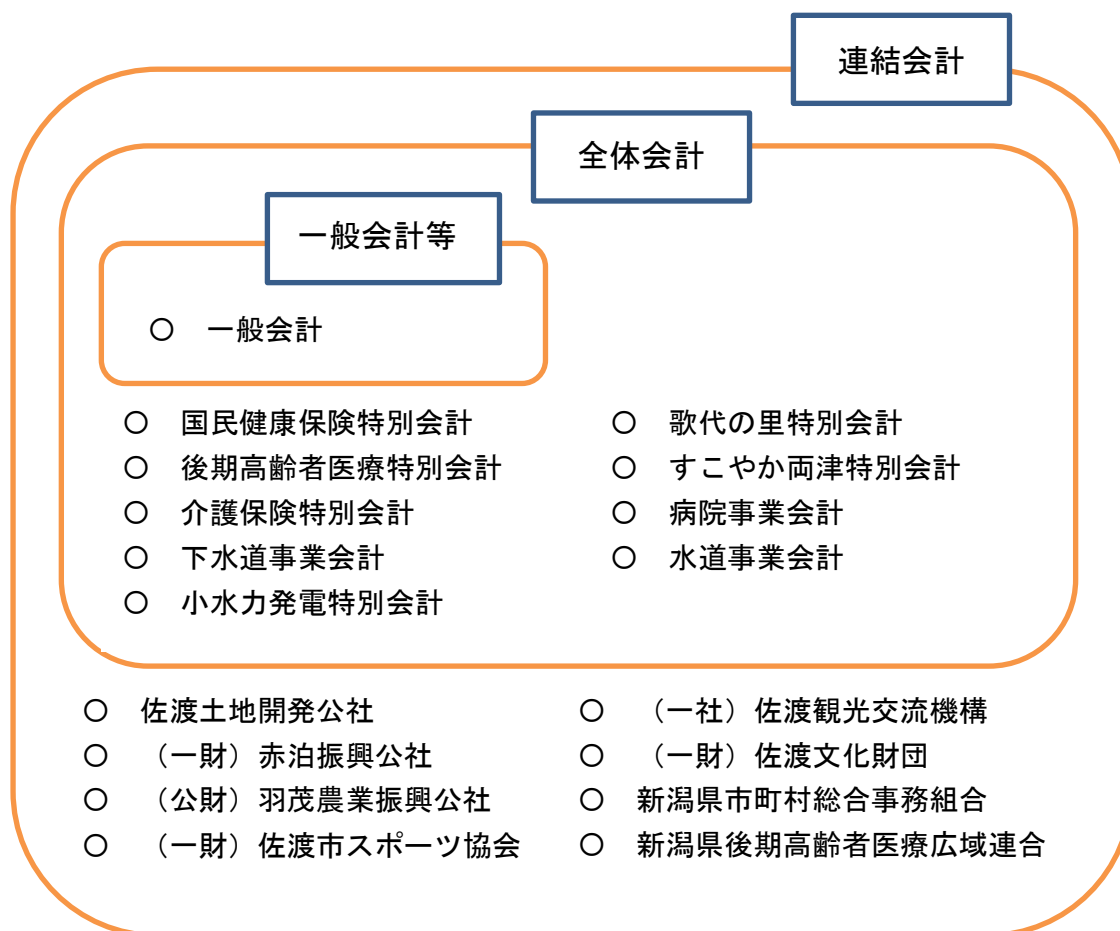 連結会計
全体会計
一般会計等
○ 一般会計
○ 国民健康保険特別会計
○ 後期高齢者医療特別会計
○ 介護保険特別会計
○ 下水道事業会計
○ 小水力発電特別会計
○ 歌代の里特別会計
○ すこやか両津特別会計
○ 病院事業会計
○ 水道事業会計
○ 佐渡土地開発公社
○ （一財）赤泊振興公社
○ （公財）羽茂農業振興公社
○ （一財）佐渡市スポーツ協会
○ （一社）佐渡観光交流機構
○ （一財）佐渡文化財団
○ 新潟県市町村総合事務組合
○ 新潟県後期高齢者医療広域連合